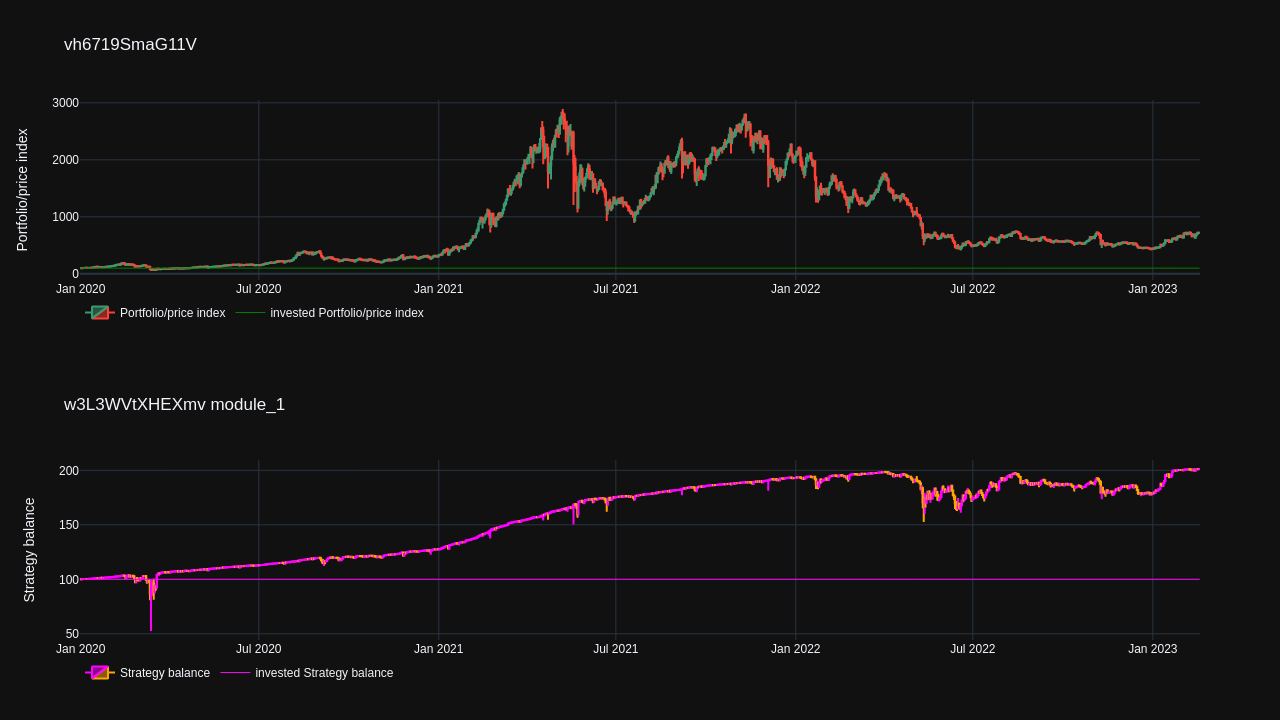 vh6719SmaG11V
Portfolio/price index
3000
2000
1000
0
Jan 2020
Jul 2020
Jan 2021
Jul 2021
Jan 2022
Jul 2022
Jan 2023
Portfolio/price index
invested Portfolio/price index
w3L3WVtXHEXmv module_1
Strategy balance
200
150
100
50
Jan 2020
Jul 2020
Jan 2021
Jul 2021
Jan 2022
Jul 2022
Jan 2023
Strategy balance
invested Strategy balance